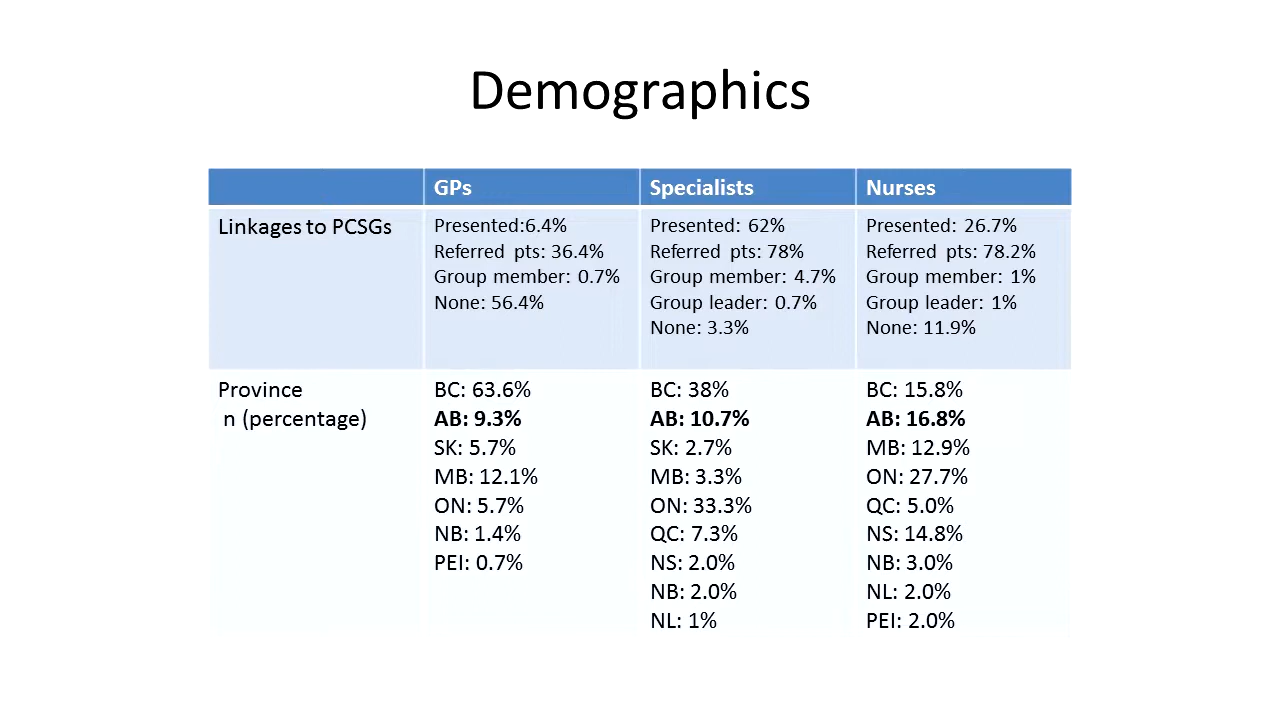 Demographics
GPs
Specialists
Nurses
Linkages to PCSGs
Presented:6.4%
Referred pts: 36.4%
Group member: 0.7%
None: 56.4%
Presented: 62%
Referred pts: 78%
Group member: 4.7%
Group leader: 0.7%
None: 3.3%
Presented: 26.7%
Referred pts: 78.2%
Group member: 1%
Group leader: 1%
None: 11.9%
Province
n (percentage)
BC: 63.6%
AB: 9.3%
SK: 5.7%
MB: 12.1%
ON: 5.7%
NB: 1.4%
PEI: 0.7%
BC: 38%
AB: 10.7%
SK: 2.7%
MB: 3.3%
ON: 33.3%
QC: 7.3%
NS: 2.0%
NB: 2.0%
NL: 1%
BC: 15.8%
AB: 16.8%
MB: 12.9%
ON: 27.7%
QC: 5.0%
NS: 14.8%
NB: 3.0%
NL: 2.0%
PEI: 2.0%